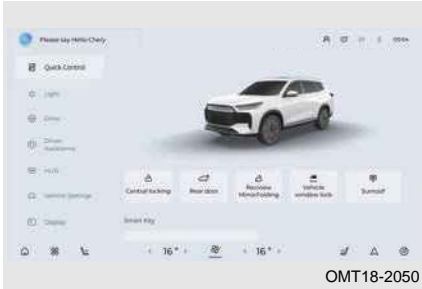 Please say Hello Chery
Quick Control
Light
Drive
Driver
Assistance
HUD
Vehicle Settings
Display
Central locking
Rear door
Rearview
Mirror folding
Vehicle
window lock
Sunroof
Smart Key
16°
16°
OMT18-2050